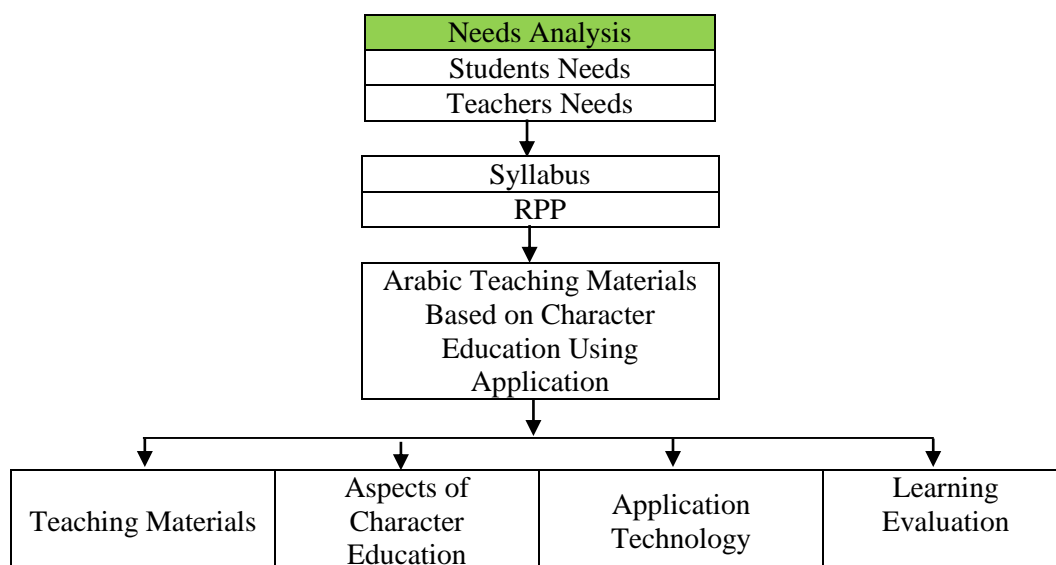 Needs Analysis
Students Needs
Teachers Needs
Syllabus
RPP
Arabic Teaching Materials
Based on Character
Education Using
Application
Teaching Materials
Aspects of
Character
Education
Application
Technology
Learning
Evaluation